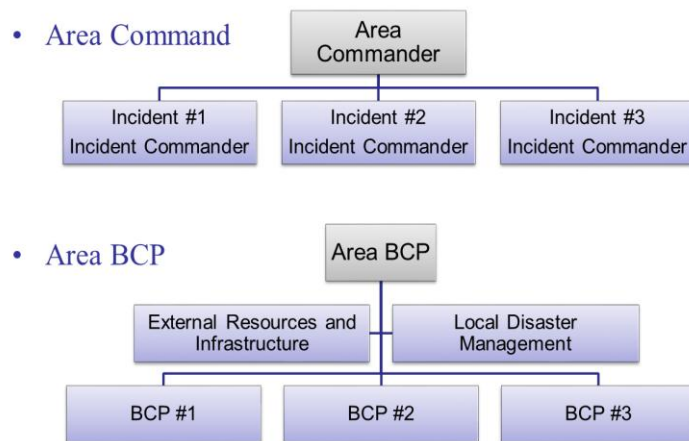 • Area Command
Area
Commander
Incident #1
Incident Commander
Incident #2
Incident Commander
Incident #3
Incident Commander
• Area BCP
Area BCP
External Resources and
Infrastructure
Local Disaster
Management
BCP #1
BCP #2
BCP #3